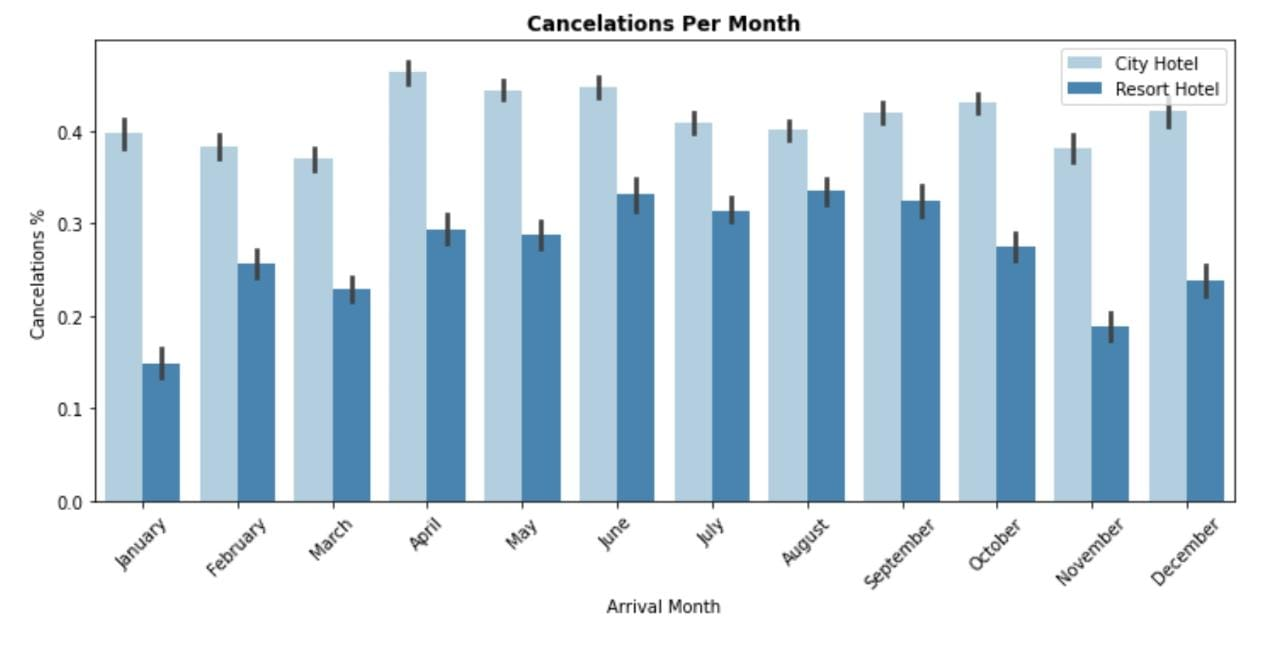 Cancelations Per Month
City Hotel
Resort Hotel
Cancelations %
0.4
0.3
0.2
0.1
0.0
January
February
March
April
May
June
July
August
September
October
November
December
Arrival Month